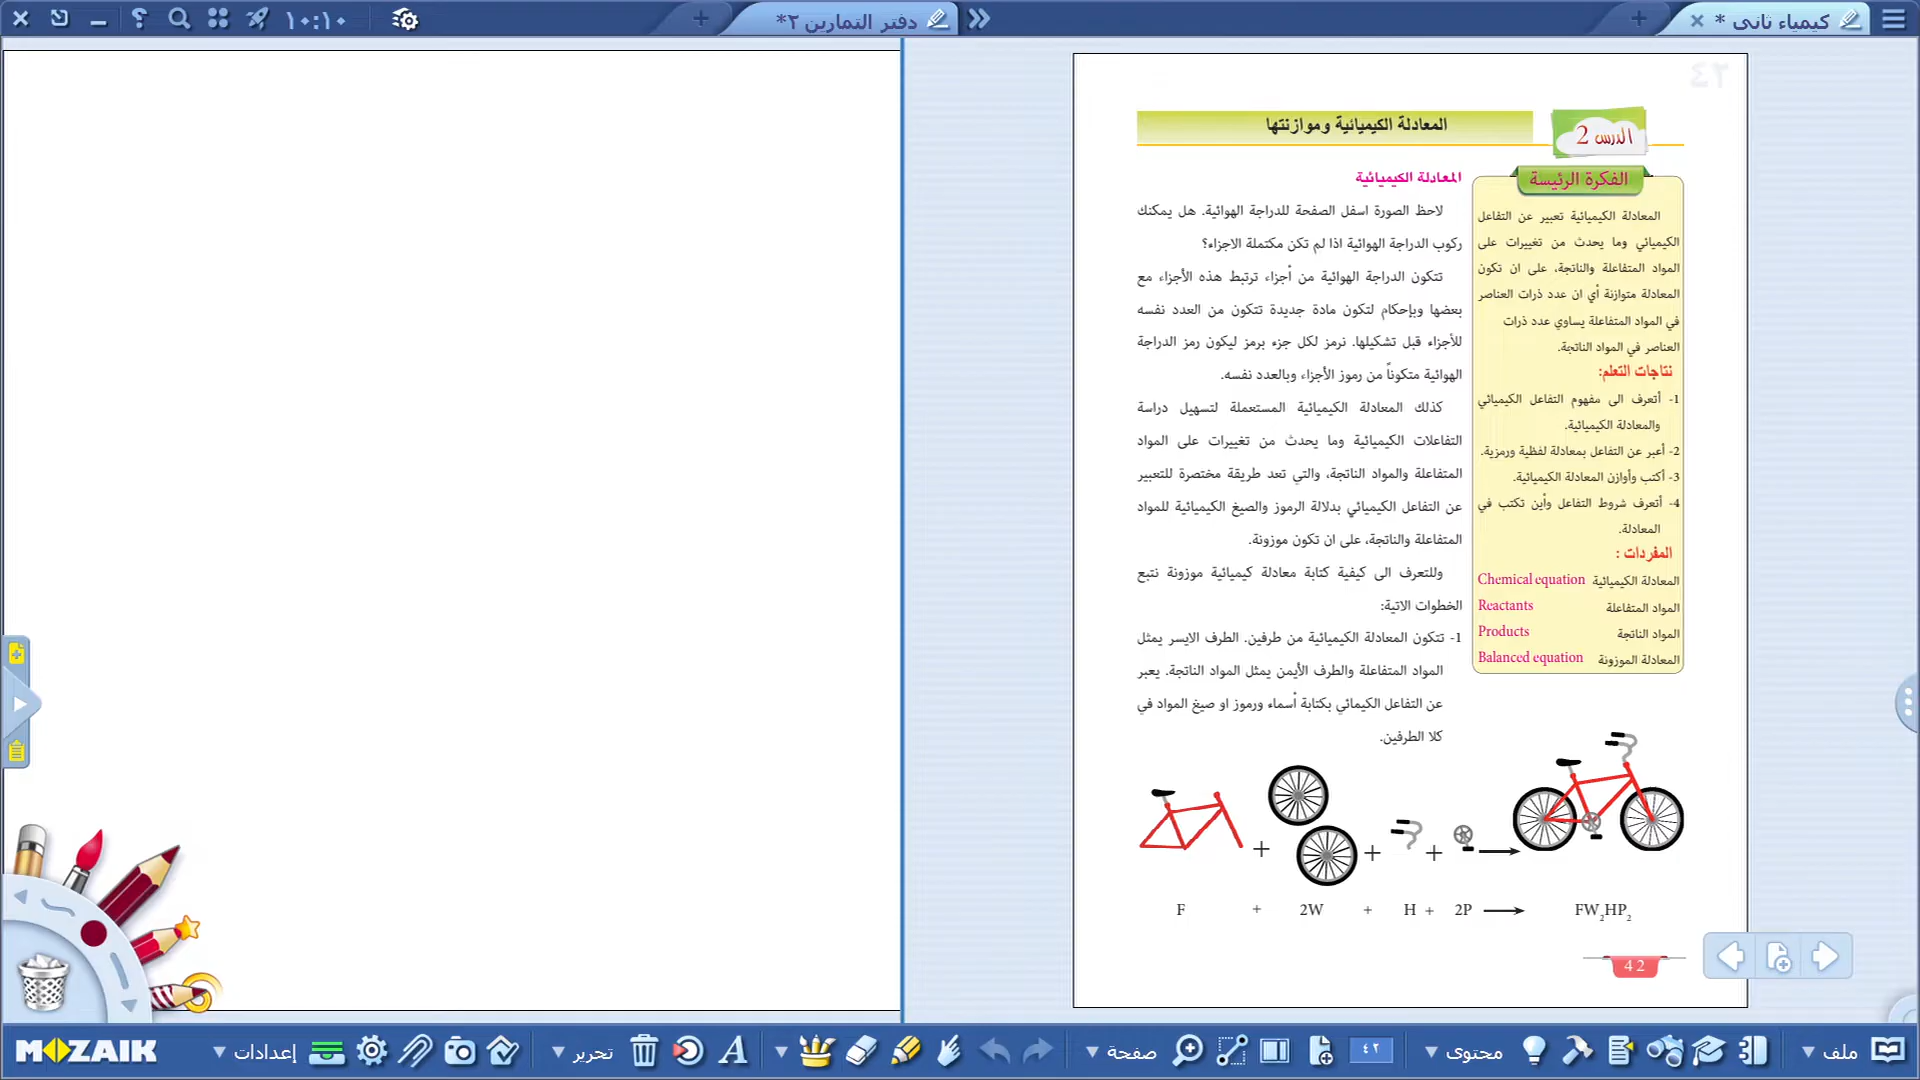 كيمياء ثاني *
دفتر التمارين ٢*
١٠:١٠
٤٢
الدرس 2
المعادلة الكيميائية وموازنتها
الفكرة الرئيسة
المعادلة الكيميائية تعبير عن التفاعل
الكيميائي وما يحدث من تغييرات على
المواد المتفاعلة والناتجة، على ان تكون
المعادلة متوازنة أي ان عدد ذرات العناصر
في المواد المتفاعلة يساوي عدد ذرات
العناصر في المواد الناتجة.
نتاجات التعلم:
1- أتعرف الى مفهوم التفاعل الكيميائي
والمعادلة الكيميائية.
2- أعبر عن التفاعل بمعادلة لفظية ورمزية.
3- أكتب وأوازن المعادلة الكيميائية.
4- أتعرف شروط التفاعل وأين تكتب في
المعادلة.
المفردات :
المعادلة الكيميائية Chemical equation
المواد المتفاعلة Reactants
المواد الناتجة Products
المعادلة الموزونة Balanced equation
المعادلة الكيميائية
لاحظ الصورة اسفل الصفحة للدراجة الهوائية. هل يمكنك
ركوب الدراجة الهوائية اذا لم تكن مكتملة الاجزاء؟
تتكون الدراجة الهوائية من أجزاء ترتبط هذه الأجزاء مع
بعضها وبإحكام لتكون مادة جديدة تتكون من العدد نفسه
للأجزاء قبل تشكيلها. نرمز لكل جزء برمز ليكون رمز الدراجة
الهوائية متكوناً من رموز الأجزاء وبالعدد نفسه.
كذلك المعادلة الكيميائية المستعملة لتسهيل دراسة
التفاعلات الكيميائية وما يحدث من تغييرات على المواد
المتفاعلة والمواد الناتجة، والتي تعد طريقة مختصرة للتعبير
عن التفاعل الكيميائي بدلالة الرموز والصيغ الكيميائية للمواد
المتفاعلة والناتجة، على ان تكون موزونة.
وللتعرف الى كيفية كتابة معادلة كيميائية موزونة نتبع
الخطوات الاتية:
1- تتكون المعادلة الكيميائية من طرفين. الطرف الايسر يمثل
المواد المتفاعلة والطرف الأيمن يمثل المواد الناتجة. يعبر
عن التفاعل الكيمائي بكتابة أسماء ورموز او صيغ المواد في
كلا الطرفين.
+ + + ⟶
F + 2W + H + 2P ⟶ FW₂HP₂
42
ملف
محتوى
٤٢
صفحة
تحرير
إعدادات
MOZAIK